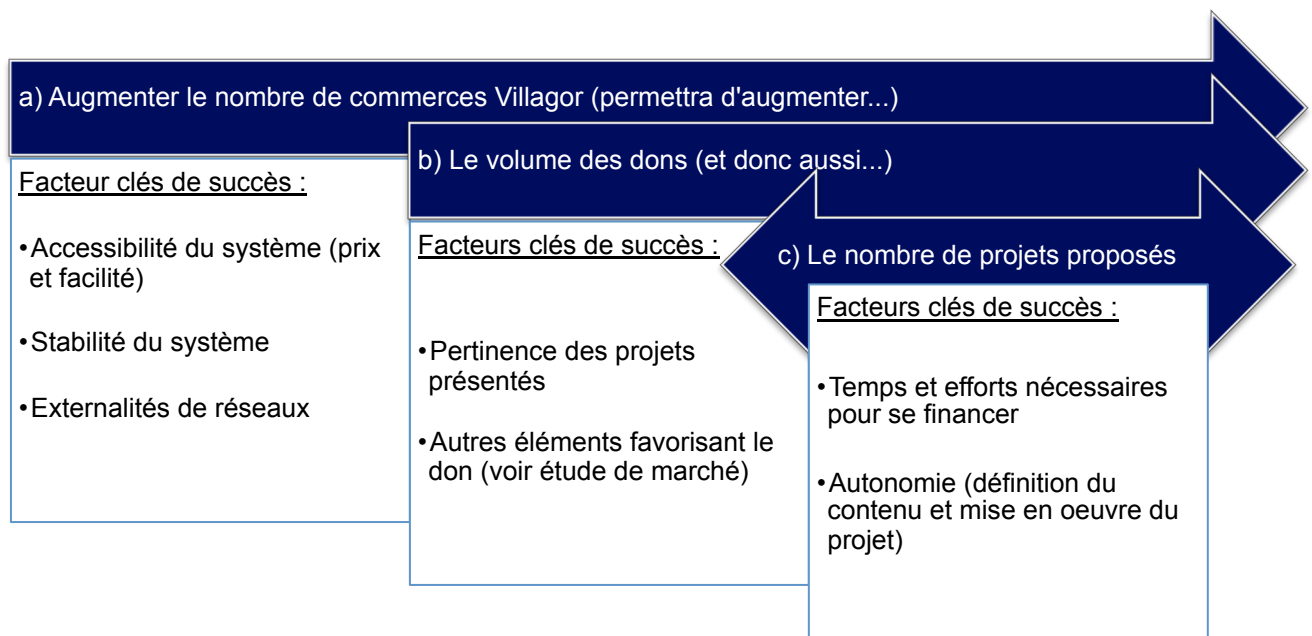 a) Augmenter le nombre de commerces Villagor (permettra d'augmenter...)
Facteur clés de succès :
•Accessibilité du système (prix
et facilité)
•Stabilité du système
•Externalités de réseaux
b) Le volume des dons (et donc aussi...)
Facteurs clés de succès :
•Pertinence des projets
présentés
•Autres éléments favorisant le
don (voir étude de marché)
c) Le nombre de projets proposés
Facteurs clés de succès :
•Temps et efforts nécessaires
pour se financer
•Autonomie (définition du
contenu et mise en oeuvre du
projet)